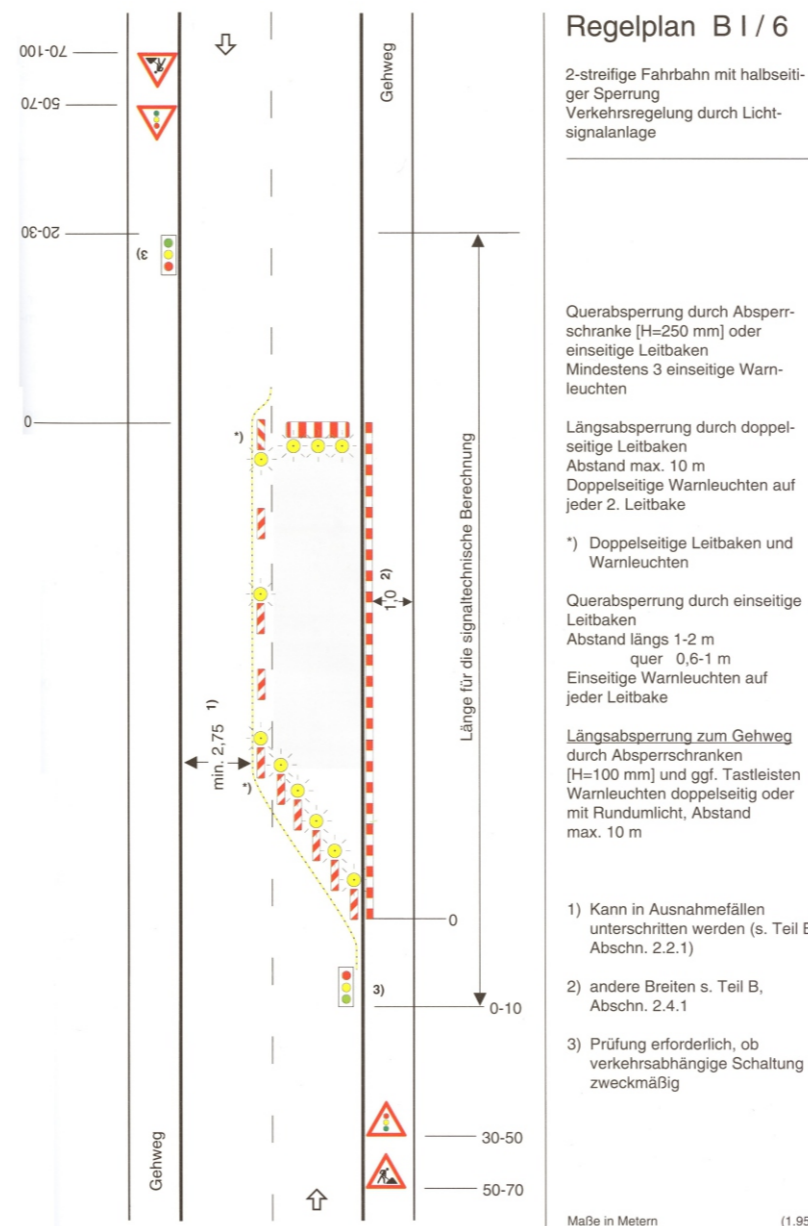 Regelplan B I / 6
2-streifige Fahrbahn mit halbseiti-
ger Sperrung
Verkehrsregelung durch Licht-
signalanlage
Querabsperrung durch Absperr-
schranke [H=250 mm] oder
einseitige Leitbaken
Mindestens 3 einseitige Warn-
leuchten
Längsabsperrung durch doppel-
seitige Leitbaken
Abstand max. 10 m
Doppelseitige Warnleuchten auf
jeder 2. Leitbake
*) Doppelseitige Leitbaken und
Warnleuchten
Querabsperrung durch einseitige
Leitbaken
Abstand längs 1-2 m
quer 0,6-1 m
Einseitige Warnleuchten auf
jeder Leitbake
Längsabsperrung zum Gehweg
durch Absperrschranken
[H=100 mm] und ggf. Tastleisten
Warnleuchten doppelseitig oder
mit Rundumlicht, Abstand
max. 10 m
1) Kann in Ausnahmefällen
unterschritten werden (s. Teil B
Abschn. 2.2.1)
2) andere Breiten s. Teil B,
Abschn. 2.4.1
3) Prüfung erforderlich, ob
verkehrsabhängige Schaltung
zweckmäßig
Maße in Metern (1.95
70-100
50-70
20-30
3)
0
Gehweg
*)
1,0 2)
Länge für die signaltechnische Berechnung
min. 2,75 1)
*)
0
3)
0-10
30-50
50-70
Gehweg